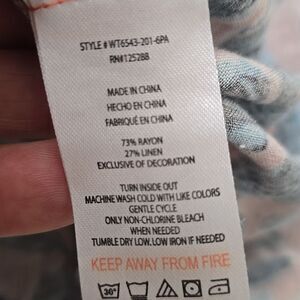 STYLE # WT6543-201-6PA
RN#125288
MADE IN CHINA
HECHO EN CHINA
FABRIQUÉ EN CHINA
73% RAYON
27% LINEN
EXCLUSIVE OF DECORATION
TURN INSIDE OUT
MACHINE WASH COLD WITH LIKE COLORS
GENTLE CYCLE
ONLY NON-CHLORINE BLEACH
WHEN NEEDED
TUMBLE DRY LOW, LOW IRON IF NEEDED
KEEP AWAY FROM FIRE
30°